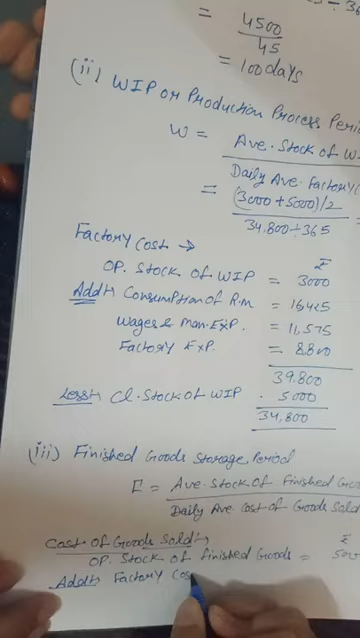 = 4500
45
= 100 days
(ii) WIP or Production Process Peri
W = Ave. Stock of W
Daily Ave. Factory
= (3000 + 5000)/2
34,800 ÷ 365
Factory Cost →
₹
OP. Stock of WIP = 3000
Add:- Consumption of R.M = 16,425
Wages & Man. Exp. = 11,575
Factory Exp. = 8,800
39,800
Less:- Cl. Stock of WIP . 5000
34,800
(iii) Finished Goods Storage Period
F = Ave. Stock of Finished Go
Daily Ave Cost of Goods Sold
Cost of Goods Sold:-
₹
OP. Stock of finished Goods = 500
Add:- Factory Cos